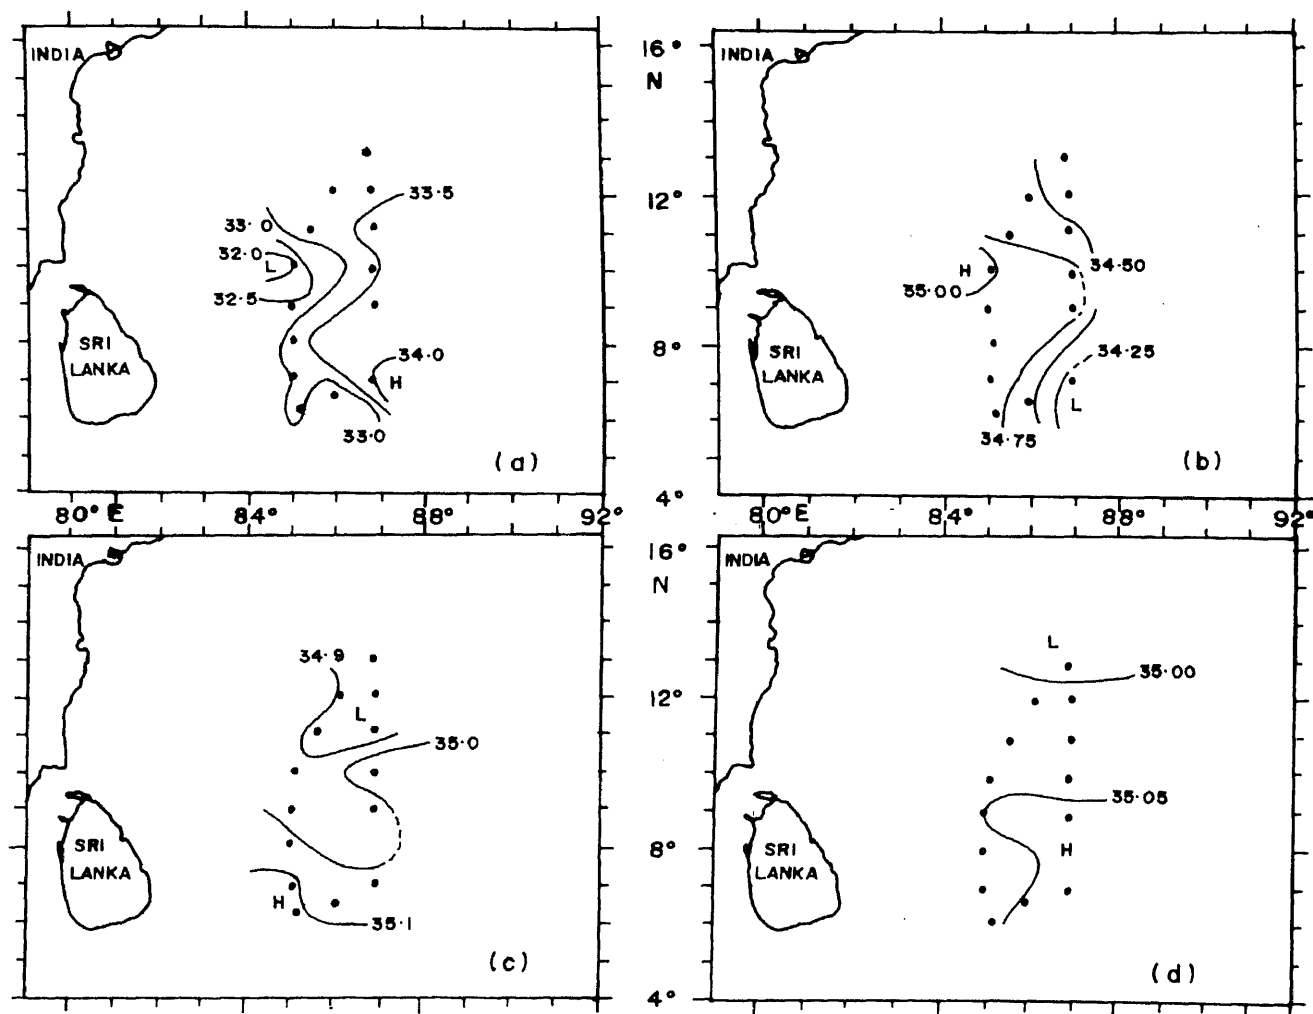 INDIA
33·5
33·0
32·0
L
32·5
SRI
LANKA
34·0
H
33·0
(a)
16°
N
12°
8°
4°
INDIA
34·50
H
35·00
SRI
LANKA
34·25
L
34·75
(b)
80°E 84° 88° 92°
80°E 84° 88° 92°
INDIA
34·9
L
35·0
SRI
LANKA
H
35·1
(c)
16°
N
12°
8°
4°
INDIA
L
35·00
35·05
SRI
LANKA
H
(d)